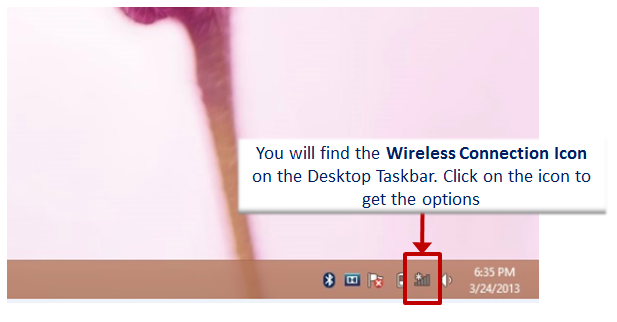 You will find the Wireless Connection Icon
on the Desktop Taskbar. Click on the icon to
get the options
6:35 PM
3/24/2013